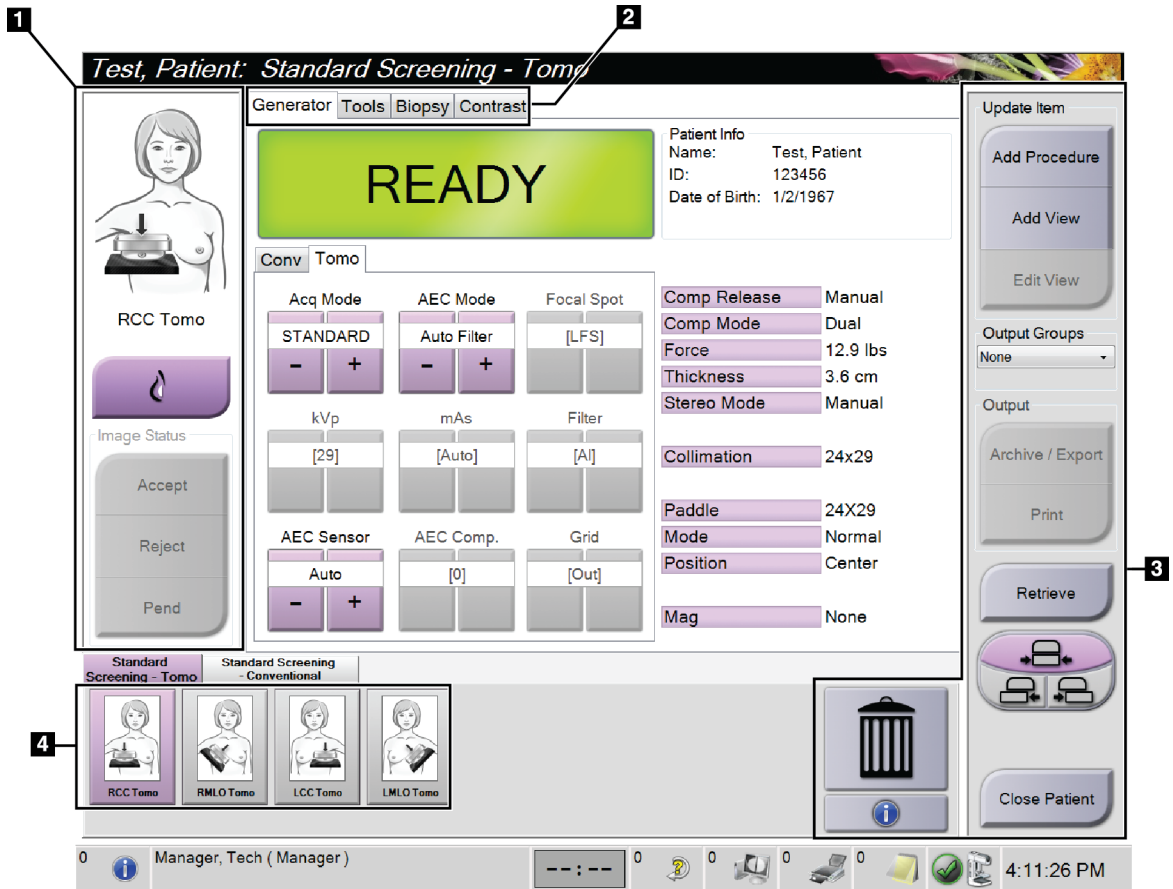 1
2
Test, Patient: Standard Screening - Tomo
Generator Tools Biopsy Contrast
READY
Patient Info
Name: Test, Patient
ID: 123456
Date of Birth: 1/2/1967
RCC Tomo
Image Status
Accept
Reject
Pend
Conv Tomo
Acq Mode AEC Mode Focal Spot
STANDARD Auto Filter [LFS]
- + - +
kVp mAs Filter
[29] [Auto] [Al]
AEC Sensor AEC Comp. Grid
Auto [0] [Out]
- +
Comp Release Manual
Comp Mode Dual
Force 12.9 lbs
Thickness 3.6 cm
Stereo Mode Manual
Collimation 24x29
Paddle 24X29
Mode Normal
Position Center
Mag None
Update Item
Add Procedure
Add View
Edit View
Output Groups
None
Output
Archive / Export
Print
3
Retrieve
Close Patient
Standard
Screening - Tomo
Standard Screening
- Conventional
4
RCC Tomo RMLO Tomo LCC Tomo LMLO Tomo
0 Manager, Tech ( Manager ) --:-- 0 0 0 0 4:11:26 PM